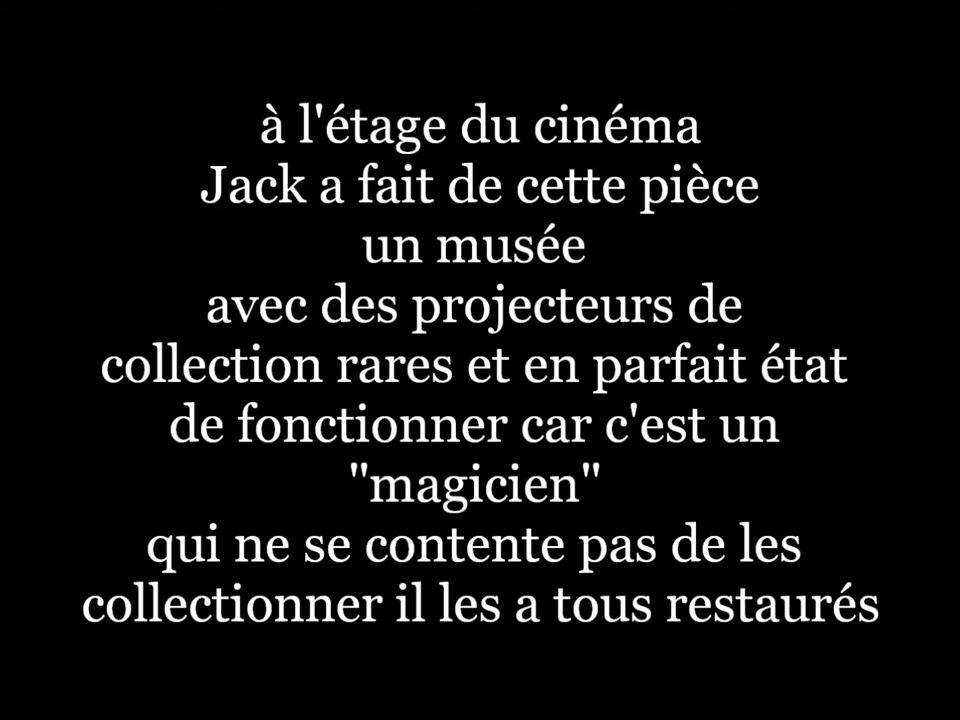 à l'étage du cinéma
Jack a fait de cette pièce
un musée
avec des projecteurs de
collection rares et en parfait état
de fonctionner car c'est un
"magicien"
qui ne se contente pas de les
collectionner il les a tous restaurés